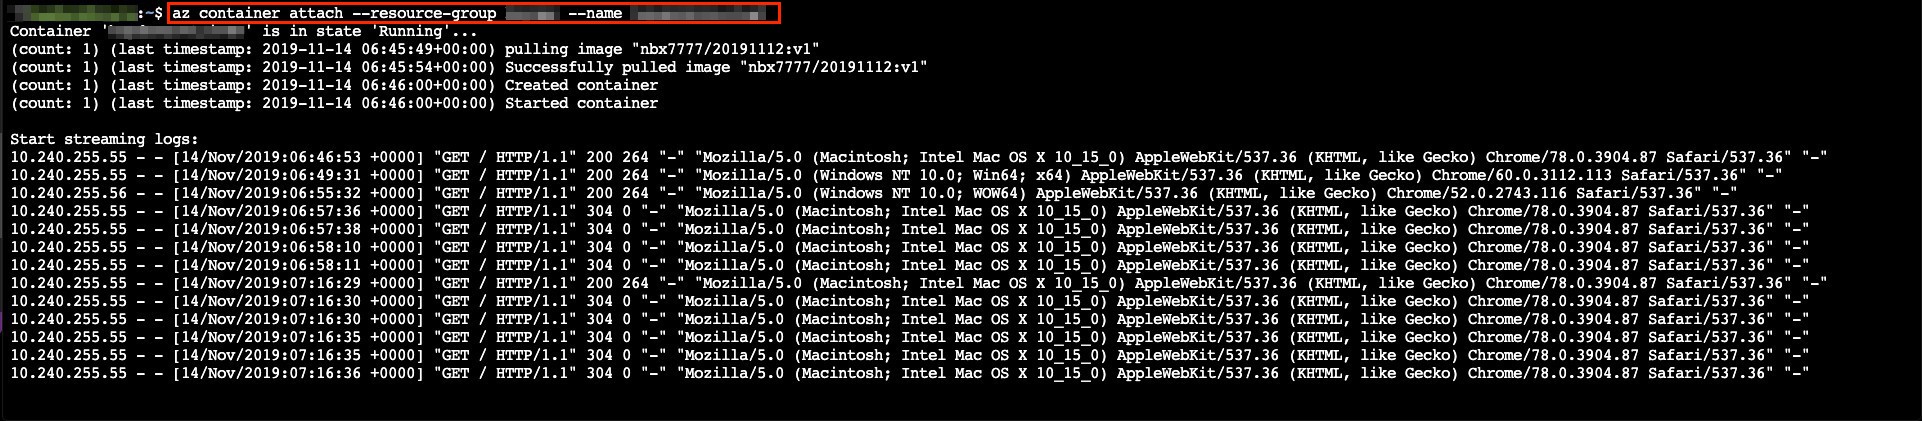 :~$ az container attach --resource-group --name
Container ' ' is in state 'Running'...
(count: 1) (last timestamp: 2019-11-14 06:45:49+00:00) pulling image "nbx7777/20191112:v1"
(count: 1) (last timestamp: 2019-11-14 06:45:54+00:00) Successfully pulled image "nbx7777/20191112:v1"
(count: 1) (last timestamp: 2019-11-14 06:46:00+00:00) Created container
(count: 1) (last timestamp: 2019-11-14 06:46:00+00:00) Started container
Start streaming logs:
10.240.255.55 - - [14/Nov/2019:06:46:53 +0000] "GET / HTTP/1.1" 200 264 "-" "Mozilla/5.0 (Macintosh; Intel Mac OS X 10_15_0) AppleWebKit/537.36 (KHTML, like Gecko) Chrome/78.0.3904.87 Safari/537.36" "-"
10.240.255.55 - - [14/Nov/2019:06:49:31 +0000] "GET / HTTP/1.1" 200 264 "-" "Mozilla/5.0 (Windows NT 10.0; Win64; x64) AppleWebKit/537.36 (KHTML, like Gecko) Chrome/60.0.3112.113 Safari/537.36" "-"
10.240.255.56 - - [14/Nov/2019:06:55:32 +0000] "GET / HTTP/1.1" 200 264 "-" "Mozilla/5.0 (Windows NT 10.0; WOW64) AppleWebKit/537.36 (KHTML, like Gecko) Chrome/52.0.2743.116 Safari/537.36" "-"
10.240.255.55 - - [14/Nov/2019:06:57:36 +0000] "GET / HTTP/1.1" 304 0 "-" "Mozilla/5.0 (Macintosh; Intel Mac OS X 10_15_0) AppleWebKit/537.36 (KHTML, like Gecko) Chrome/78.0.3904.87 Safari/537.36" "-"
10.240.255.55 - - [14/Nov/2019:06:57:38 +0000] "GET / HTTP/1.1" 304 0 "-" "Mozilla/5.0 (Macintosh; Intel Mac OS X 10_15_0) AppleWebKit/537.36 (KHTML, like Gecko) Chrome/78.0.3904.87 Safari/537.36" "-"
10.240.255.55 - - [14/Nov/2019:06:58:10 +0000] "GET / HTTP/1.1" 304 0 "-" "Mozilla/5.0 (Macintosh; Intel Mac OS X 10_15_0) AppleWebKit/537.36 (KHTML, like Gecko) Chrome/78.0.3904.87 Safari/537.36" "-"
10.240.255.55 - - [14/Nov/2019:06:58:11 +0000] "GET / HTTP/1.1" 304 0 "-" "Mozilla/5.0 (Macintosh; Intel Mac OS X 10_15_0) AppleWebKit/537.36 (KHTML, like Gecko) Chrome/78.0.3904.87 Safari/537.36" "-"
10.240.255.55 - - [14/Nov/2019:07:16:29 +0000] "GET / HTTP/1.1" 200 264 "-" "Mozilla/5.0 (Macintosh; Intel Mac OS X 10_15_0) AppleWebKit/537.36 (KHTML, like Gecko) Chrome/78.0.3904.87 Safari/537.36" "-"
10.240.255.55 - - [14/Nov/2019:07:16:30 +0000] "GET / HTTP/1.1" 304 0 "-" "Mozilla/5.0 (Macintosh; Intel Mac OS X 10_15_0) AppleWebKit/537.36 (KHTML, like Gecko) Chrome/78.0.3904.87 Safari/537.36" "-"
10.240.255.55 - - [14/Nov/2019:07:16:30 +0000] "GET / HTTP/1.1" 304 0 "-" "Mozilla/5.0 (Macintosh; Intel Mac OS X 10_15_0) AppleWebKit/537.36 (KHTML, like Gecko) Chrome/78.0.3904.87 Safari/537.36" "-"
10.240.255.55 - - [14/Nov/2019:07:16:35 +0000] "GET / HTTP/1.1" 304 0 "-" "Mozilla/5.0 (Macintosh; Intel Mac OS X 10_15_0) AppleWebKit/537.36 (KHTML, like Gecko) Chrome/78.0.3904.87 Safari/537.36" "-"
10.240.255.55 - - [14/Nov/2019:07:16:35 +0000] "GET / HTTP/1.1" 304 0 "-" "Mozilla/5.0 (Macintosh; Intel Mac OS X 10_15_0) AppleWebKit/537.36 (KHTML, like Gecko) Chrome/78.0.3904.87 Safari/537.36" "-"
10.240.255.55 - - [14/Nov/2019:07:16:36 +0000] "GET / HTTP/1.1" 304 0 "-" "Mozilla/5.0 (Macintosh; Intel Mac OS X 10_15_0) AppleWebKit/537.36 (KHTML, like Gecko) Chrome/78.0.3904.87 Safari/537.36" "-"